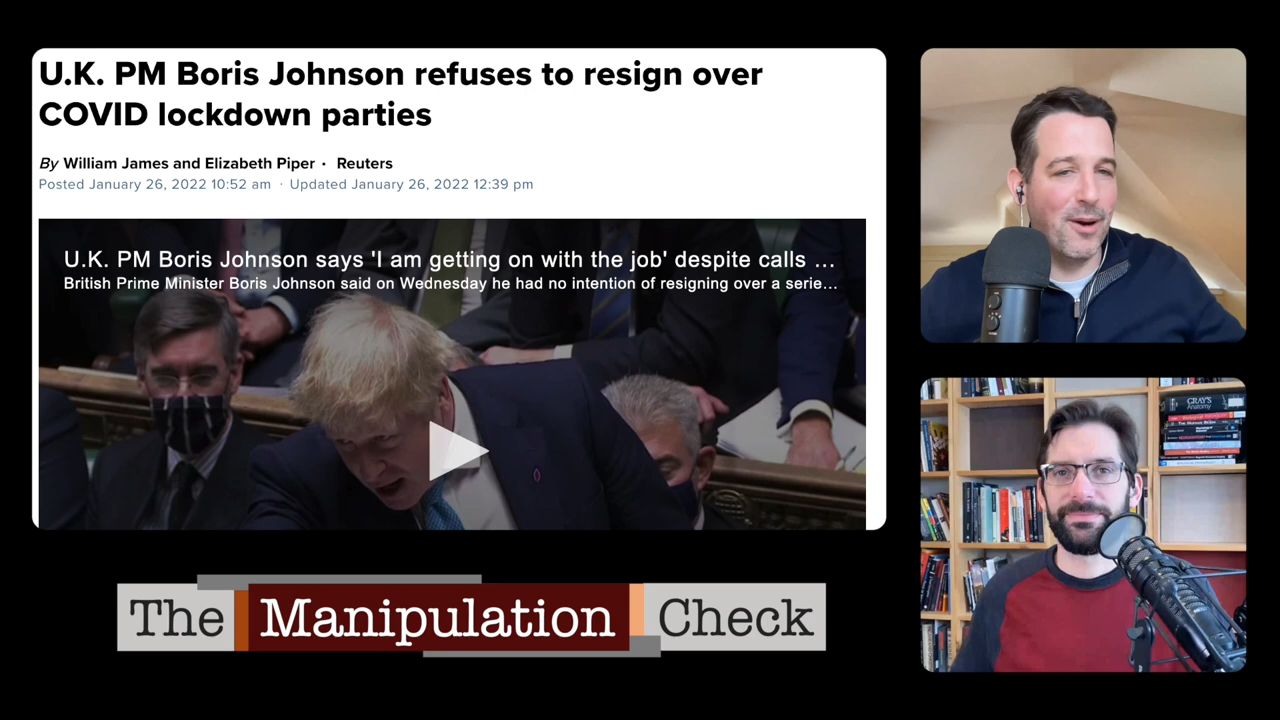 U.K. PM Boris Johnson refuses to resign over
COVID lockdown parties
By William James and Elizabeth Piper · Reuters
Posted January 26, 2022 10:52 am · Updated January 26, 2022 12:39 pm
U.K. PM Boris Johnson says 'I am getting on with the job' despite calls ...
British Prime Minister Boris Johnson said on Wednesday he had no intention of resigning over a serie...
The Manipulation Check
GRAY'S
Anatomy